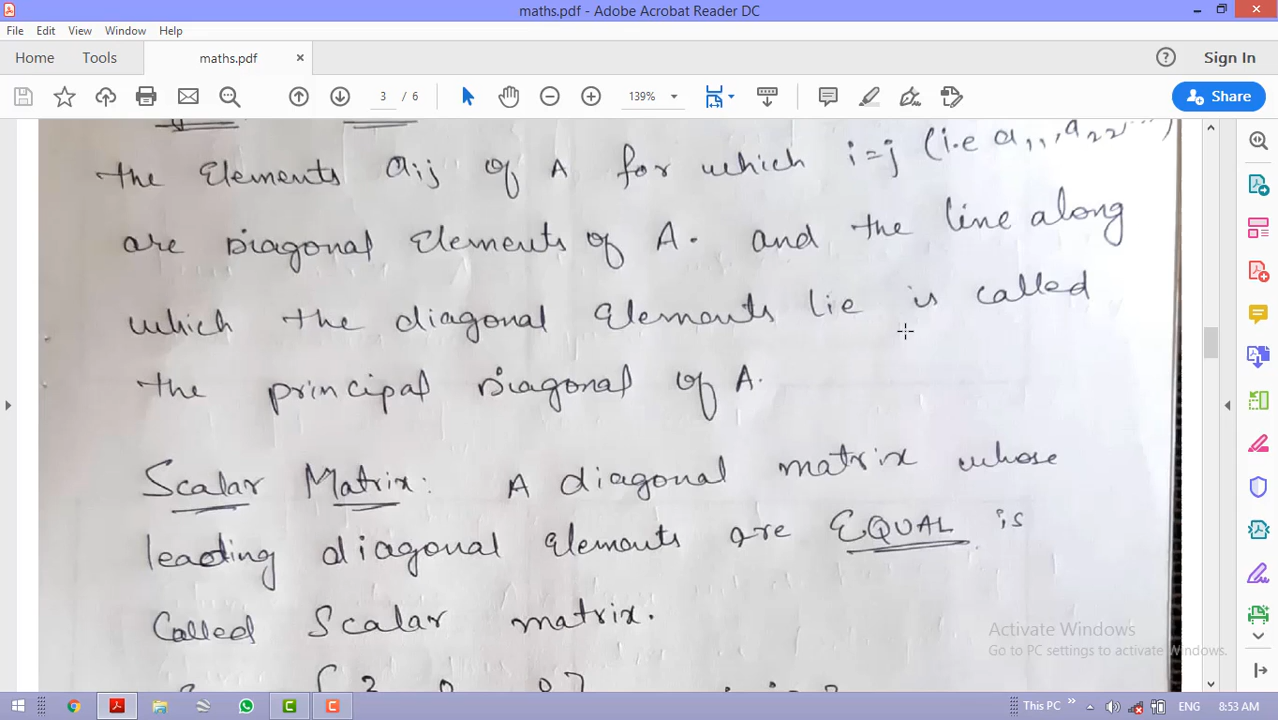 maths.pdf - Adobe Acrobat Reader DC
File Edit View Window Help
Home Tools maths.pdf × Sign In
3 / 6 139% Share
the Elements aij of A for which i=j (i.e a11, a22, ...)
are Diagonal Elements of A. and the line along
which the diagonal Elements lie is called
the principal Diagonal of A.
Scalar Matrix: A diagonal matrix whose
leading diagonal Elements are EQUAL is
Called Scalar matrix.
2 0 0
Activate Windows
Go to PC settings to activate Windows.
This PC » ENG 8:53 AM